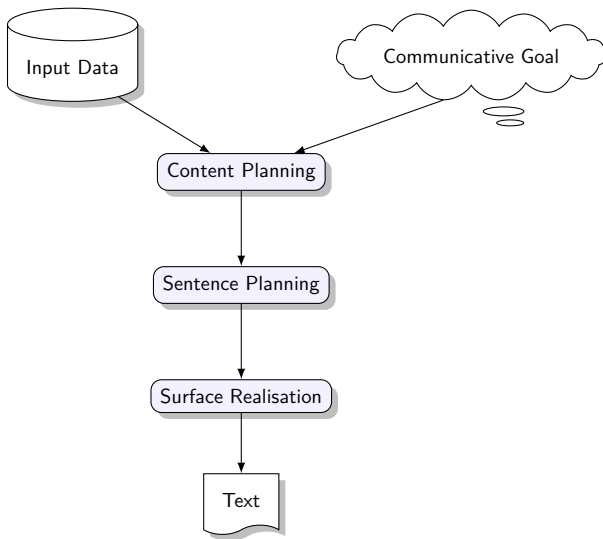 Input Data
Communicative Goal
Content Planning
Sentence Planning
Surface Realisation
Text